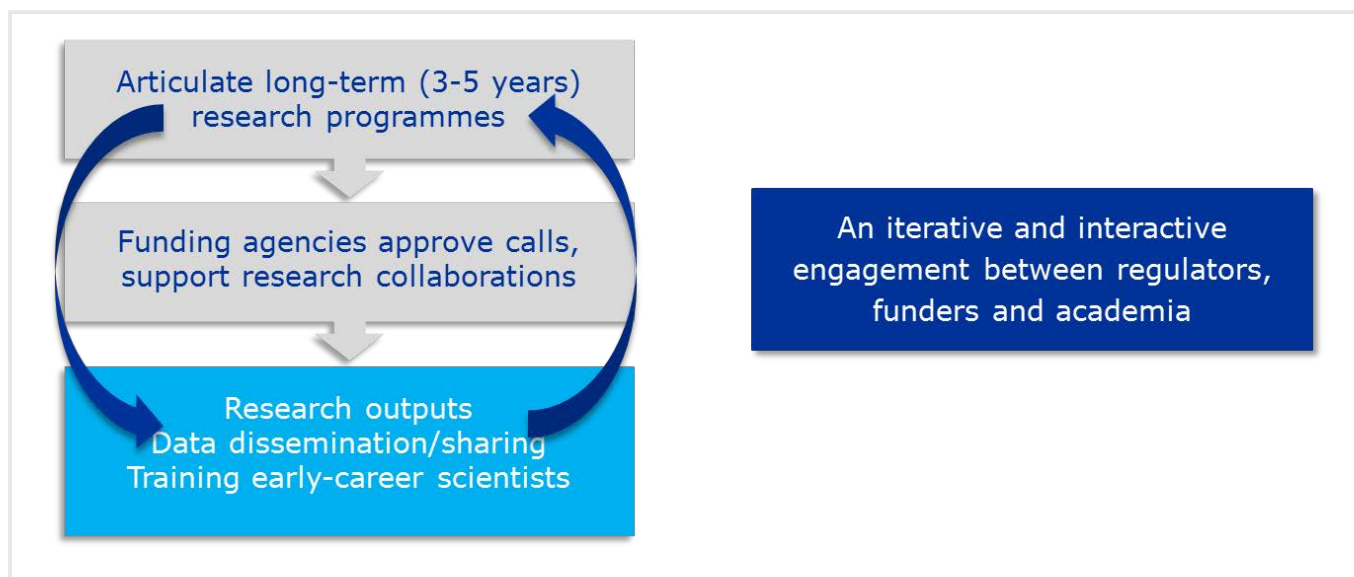 Articulate long-term (3-5 years)
research programmes
Funding agencies approve calls,
support research collaborations
Research outputs
Data dissemination/sharing
Training early-career scientists
An iterative and interactive
engagement between regulators,
funders and academia